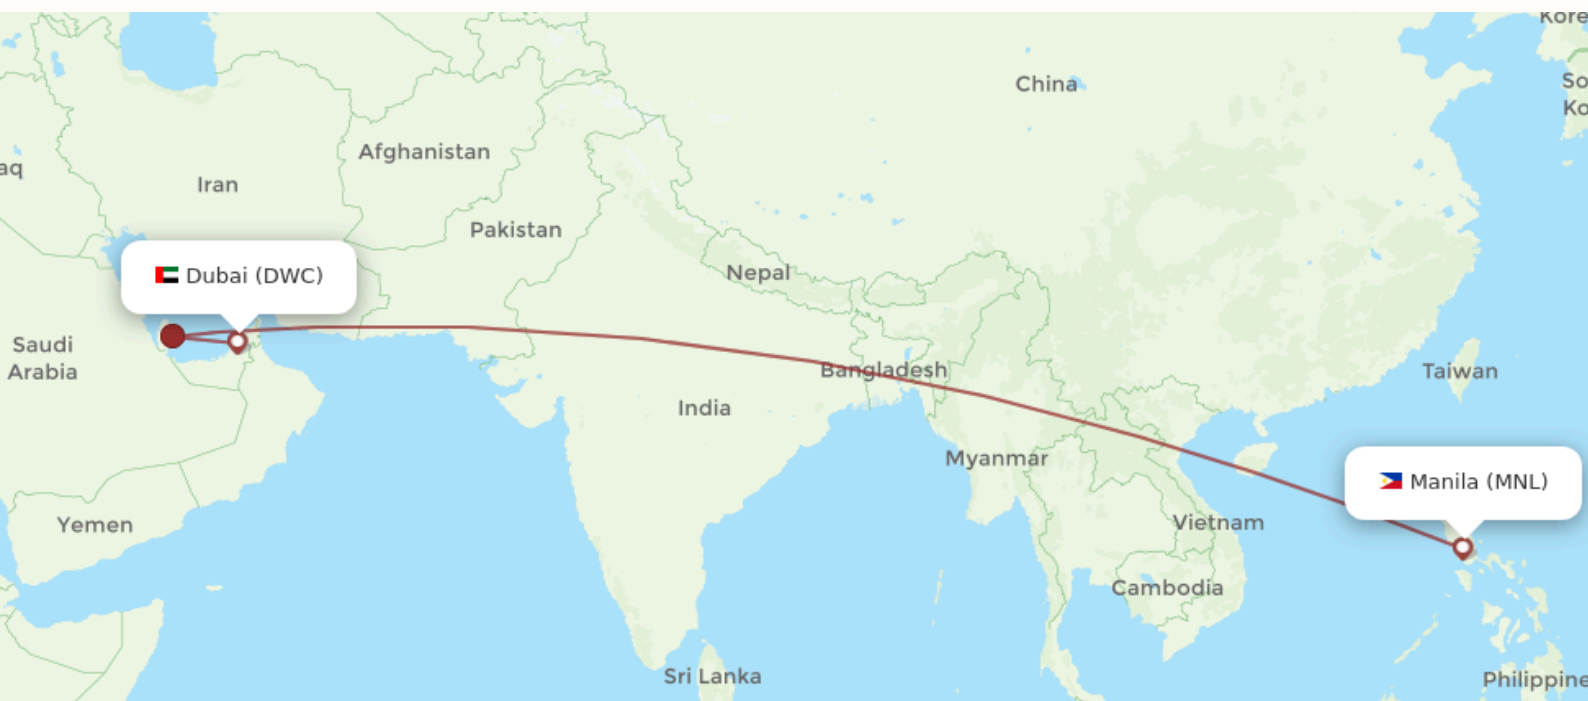 Kore
China
So
Ko
Afghanistan
aq
Iran
Pakistan
Nepal
Dubai (DWC)
Saudi
Arabia
Bangladesh
Taiwan
India
Myanmar
Manila (MNL)
Yemen
Vietnam
Cambodia
Sri Lanka
Philippine